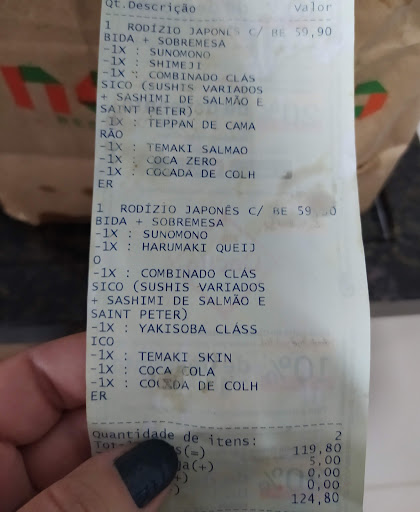 Qt.Descrição Valor
1 RODÍZIO JAPONÊS C/ BE 59,90
BIDA + SOBREMESA
-1X : SUNOMONO
-1X : SHIMEJI
-1X : COMBINADO CLÁS
SICO (SUSHIS VARIADOS
+ SASHIMI DE SALMÃO E
SAINT PETER)
-1X : TEPPAN DE CAMA
RÃO
-1X : TEMAKI SALMAO
-1X : COCA ZERO
-1X : COCADA DE COLH
ER
1 RODÍZIO JAPONÊS C/ BE 59,90
BIDA + SOBREMESA
-1X : SUNOMONO
-1X : HARUMAKI QUEIJ
O
-1X : COMBINADO CLÁS
SICO (SUSHIS VARIADOS
+ SASHIMI DE SALMÃO E
SAINT PETER)
-1X : YAKISOBA CLÁSS
ICO
-1X : TEMAKI SKIN
-1X : COCA COLA
-1X : COCADA DE COLH
ER
Quantidade de itens: 2
(=) 119,80
(+) 5,00
(+) 0,00
0,00
124,80